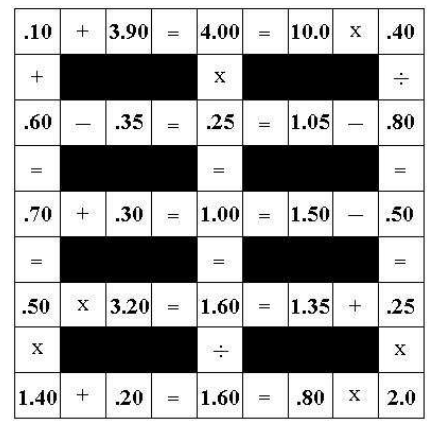 .10 + 3.90 = 4.00 = 10.0 x .40
+ x ÷
.60 — .35 = .25 = 1.05 — .80
= = =
.70 + .30 = 1.00 = 1.50 — .50
= = =
.50 x 3.20 = 1.60 = 1.35 + .25
x ÷ x
1.40 + .20 = 1.60 = .80 x 2.0